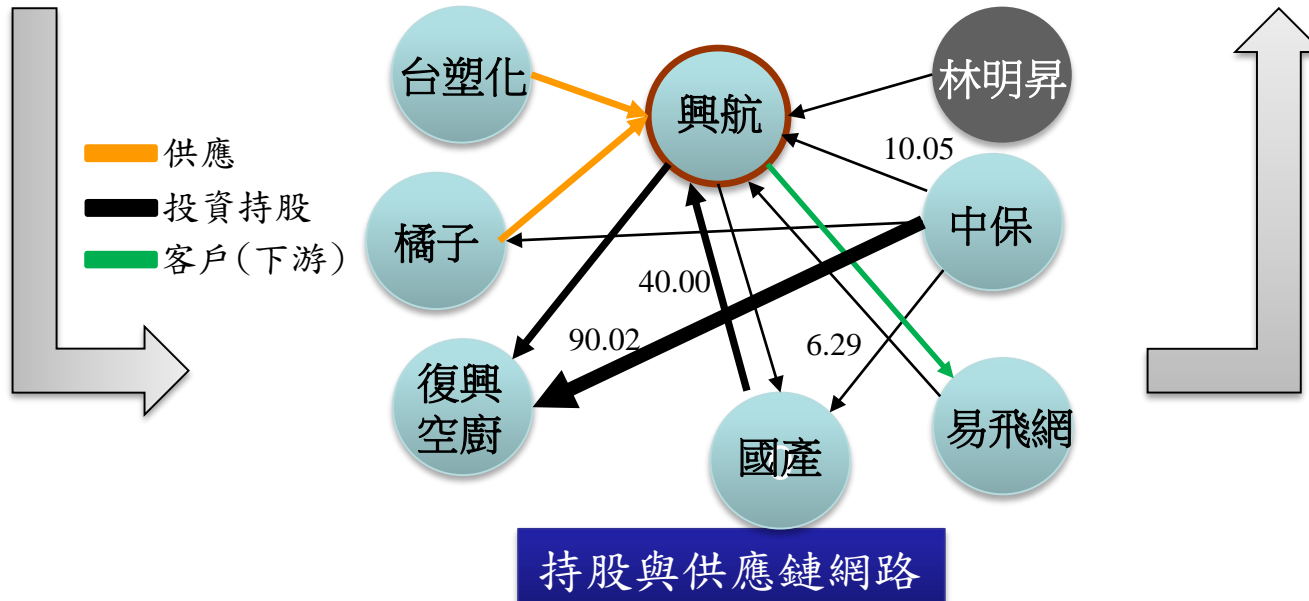 台塑化
興航
林明昇
供應
投資持股
客戶(下游)
10.05
橘子
中保
40.00
90.02
6.29
復興
空廚
國產
易飛網
持股與供應鏈網路